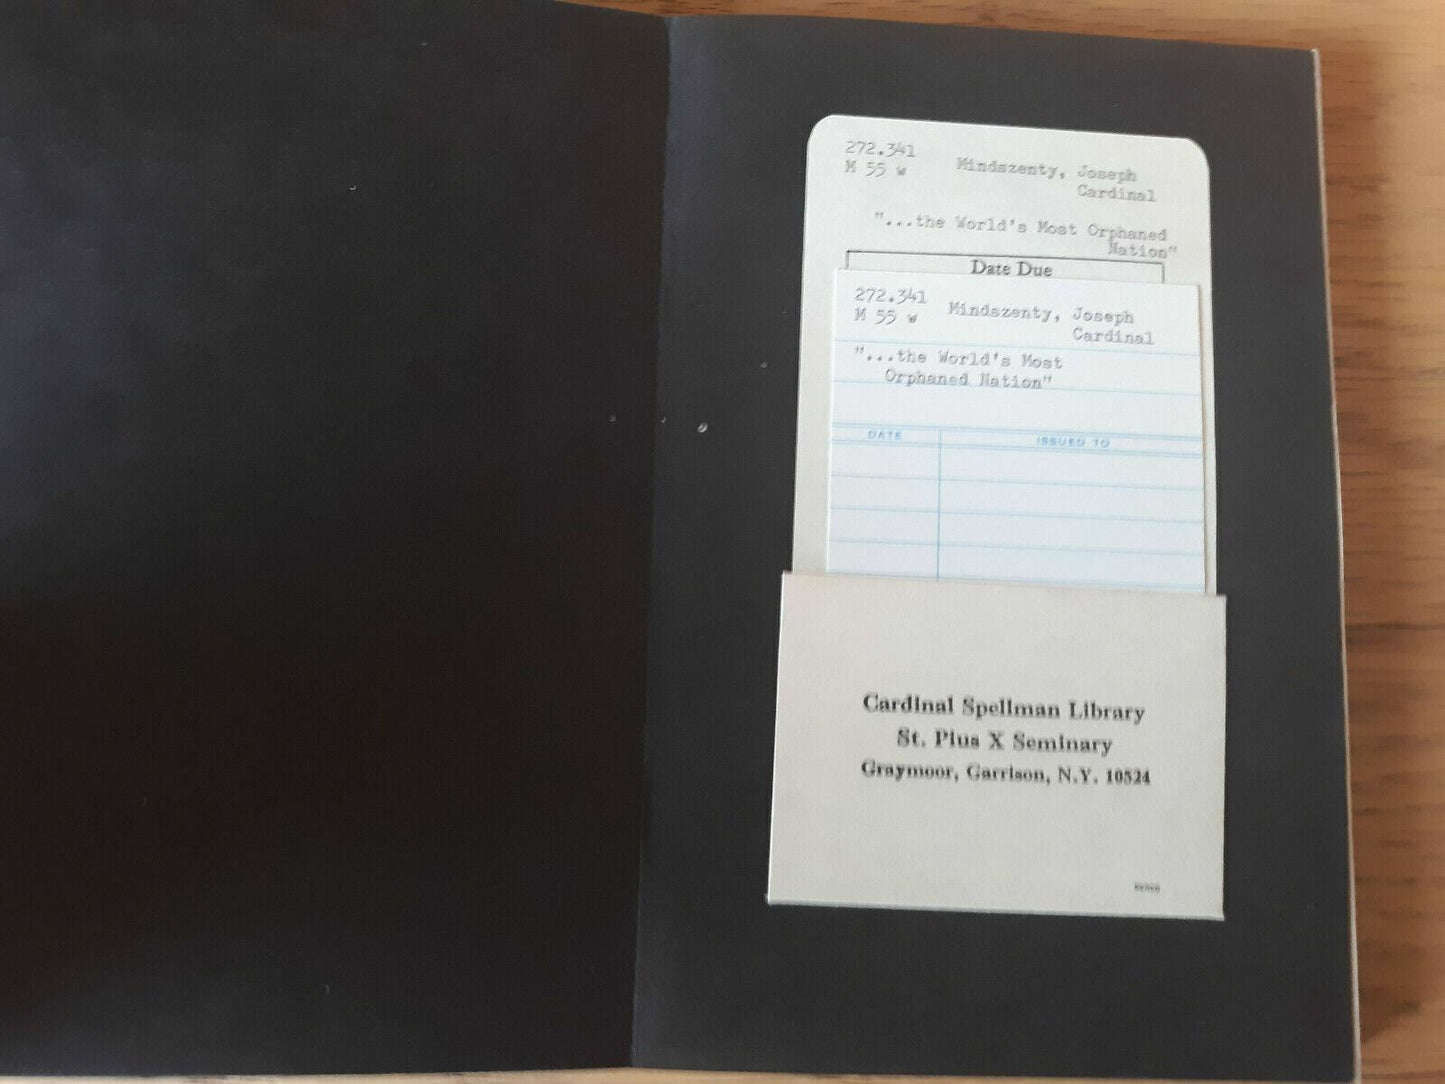 272.341
M 55 w
Mindszenty, Joseph
Cardinal
"...the World's Most Orphaned
Nation"
Date Due
272.341
M 55 w
Mindszenty, Joseph
Cardinal
"...the World's Most
Orphaned Nation"
DATE
ISSUED TO
Cardinal Spellman Library
St. Pius X Seminary
Graymoor, Garrison, N.Y. 10524